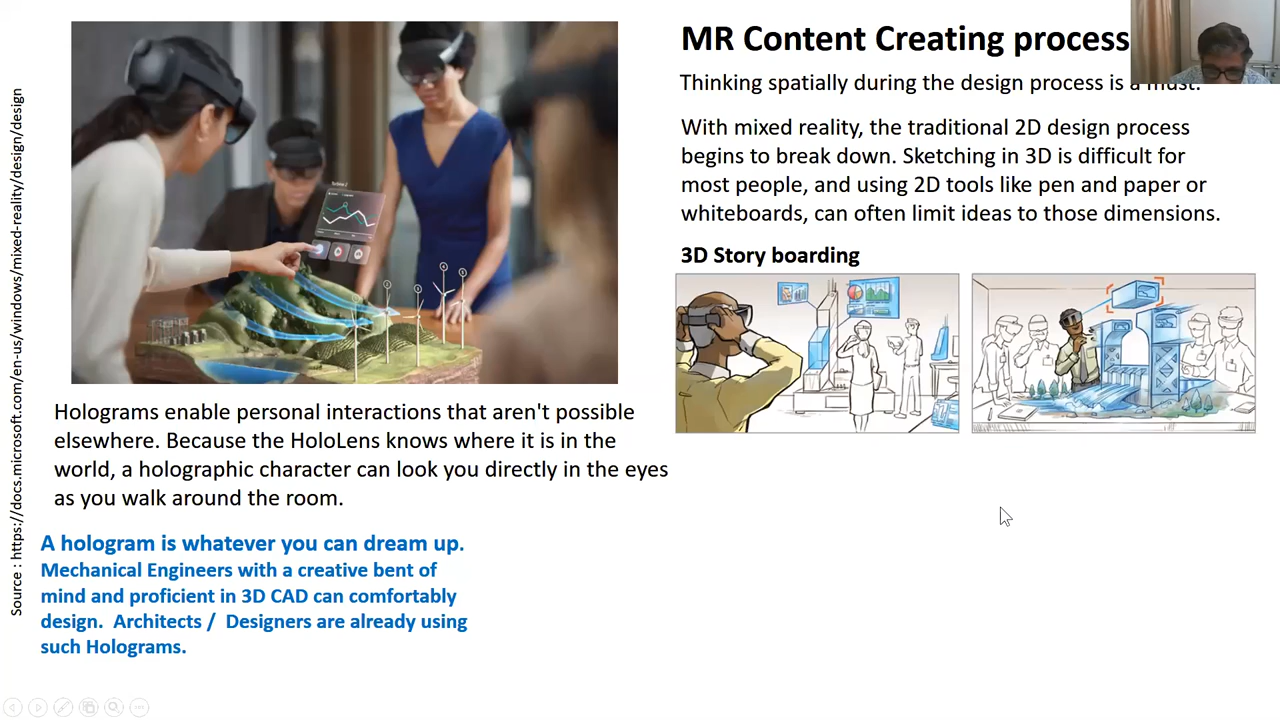 MR Content Creating process
Thinking spatially during the design process is a must.
With mixed reality, the traditional 2D design process
begins to break down. Sketching in 3D is difficult for
most people, and using 2D tools like pen and paper or
whiteboards, can often limit ideas to those dimensions.
3D Story boarding
Source : https://docs.microsoft.com/en-us/windows/mixed-reality/design/design
Holograms enable personal interactions that aren't possible
elsewhere. Because the HoloLens knows where it is in the
world, a holographic character can look you directly in the eyes
as you walk around the room.
A hologram is whatever you can dream up.
Mechanical Engineers with a creative bent of
mind and proficient in 3D CAD can comfortably
design. Architects / Designers are already using
such Holograms.